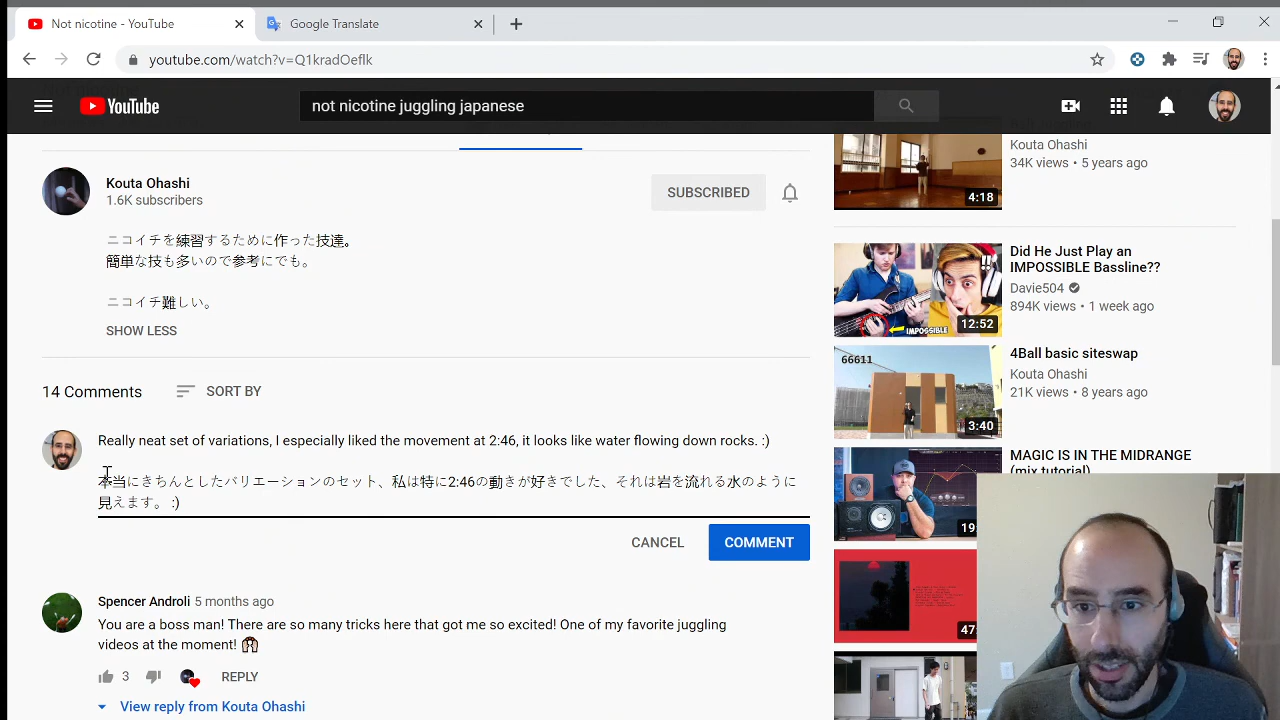 Not nicotine - YouTube
Google Translate
youtube.com/watch?v=Q1kradOeflk
YouTube
not nicotine juggling japanese
Kouta Ohashi
1.6K subscribers
SUBSCRIBED
ニコイチを練習するために作った技達。
簡単な技も多いので参考にでも。
ニコイチ難しい。
SHOW LESS
14 Comments
SORT BY
Really neat set of variations, I especially liked the movement at 2:46, it looks like water flowing down rocks. :)
本当にきちんとしたバリエーションのセット、私は特に2:46の動きが好きでした、それは岩を流れる水のように
見えます。 :)
CANCEL
COMMENT
Spencer Androli 5 months ago
You are a boss man! There are so many tricks here that got me so excited! One of my favorite juggling
videos at the moment!
3
REPLY
View reply from Kouta Ohashi
Kouta Ohashi
34K views • 5 years ago
4:18
Did He Just Play an
IMPOSSIBLE Bassline??
Davie504
894K views • 1 week ago
IMPOSSIBLE
12:52
4Ball basic siteswap
Kouta Ohashi
21K views • 8 years ago
66611
3:40
MAGIC IS IN THE MIDRANGE
(mix tutorial)
19:
47: